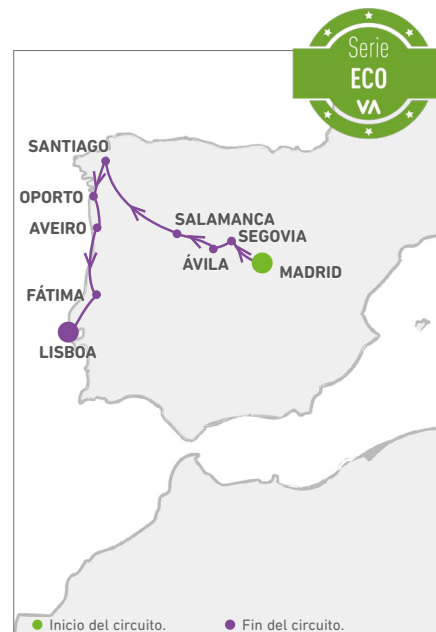 Serie
ECO
VA
SANTIAGO
OPORTO
AVEIRO
SALAMANCA
SEGOVIA
ÁVILA
MADRID
FÁTIMA
LISBOA
Inicio del circuito.
Fin del circuito.